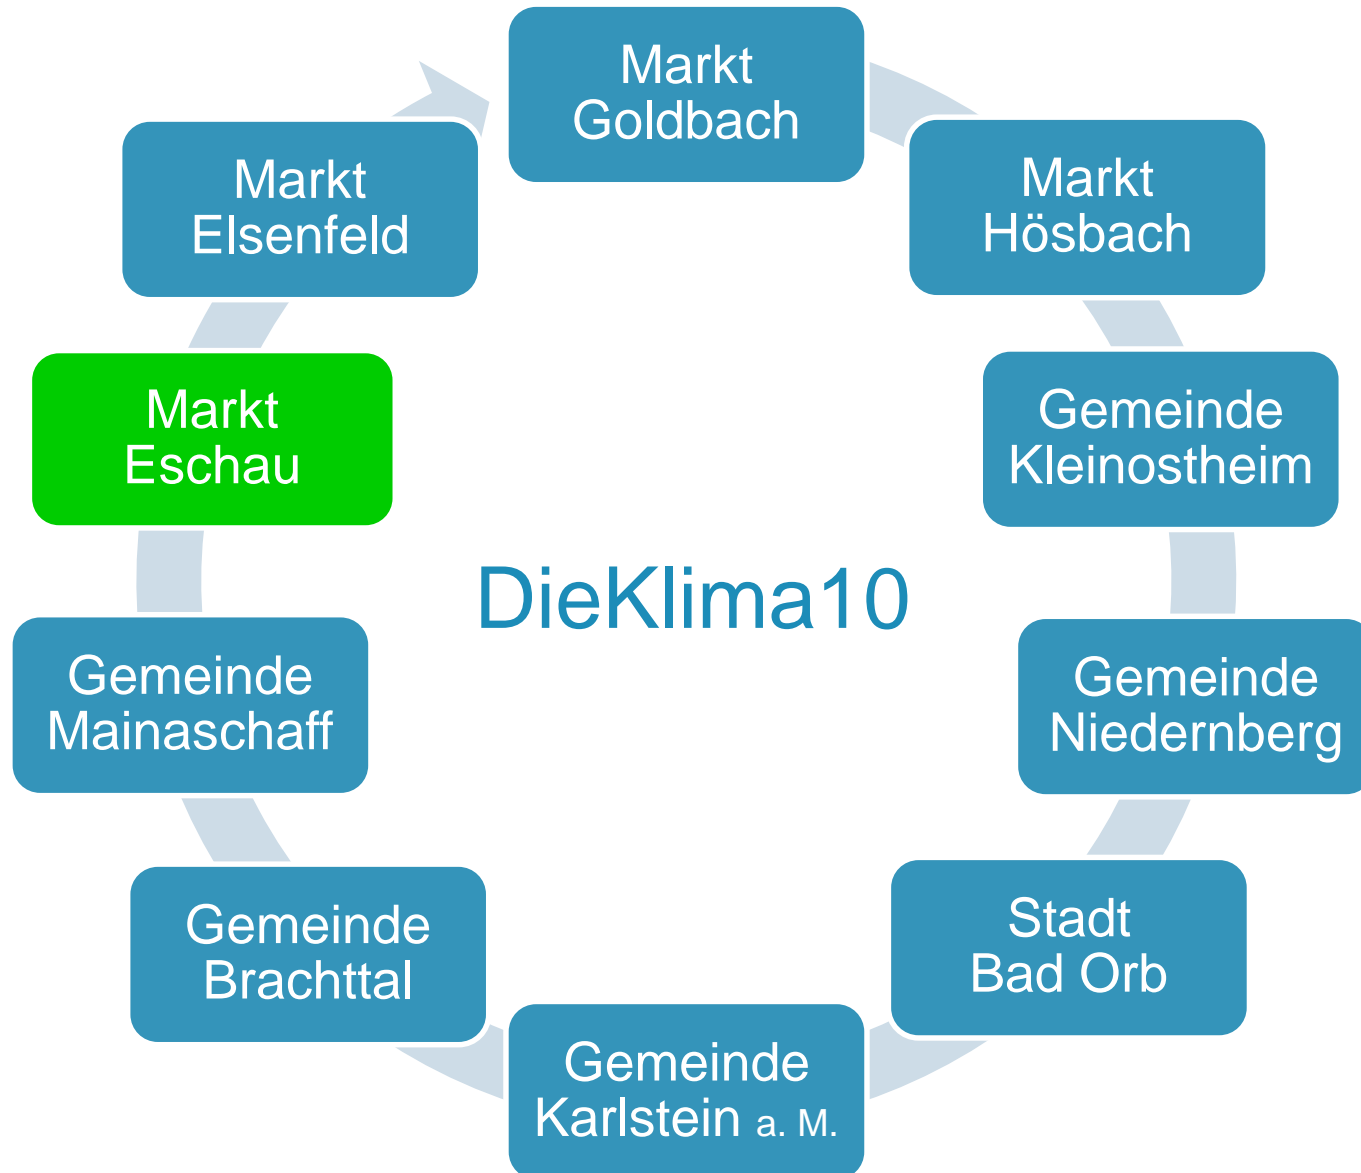 Markt
Goldbach
Markt
Hösbach
Gemeinde
Kleinostheim
Gemeinde
Niedernberg
Stadt
Bad Orb
Gemeinde
Karlstein a. M.
Gemeinde
Brachttal
Gemeinde
Mainaschaff
Markt
Eschau
Markt
Elsenfeld
DieKlima10